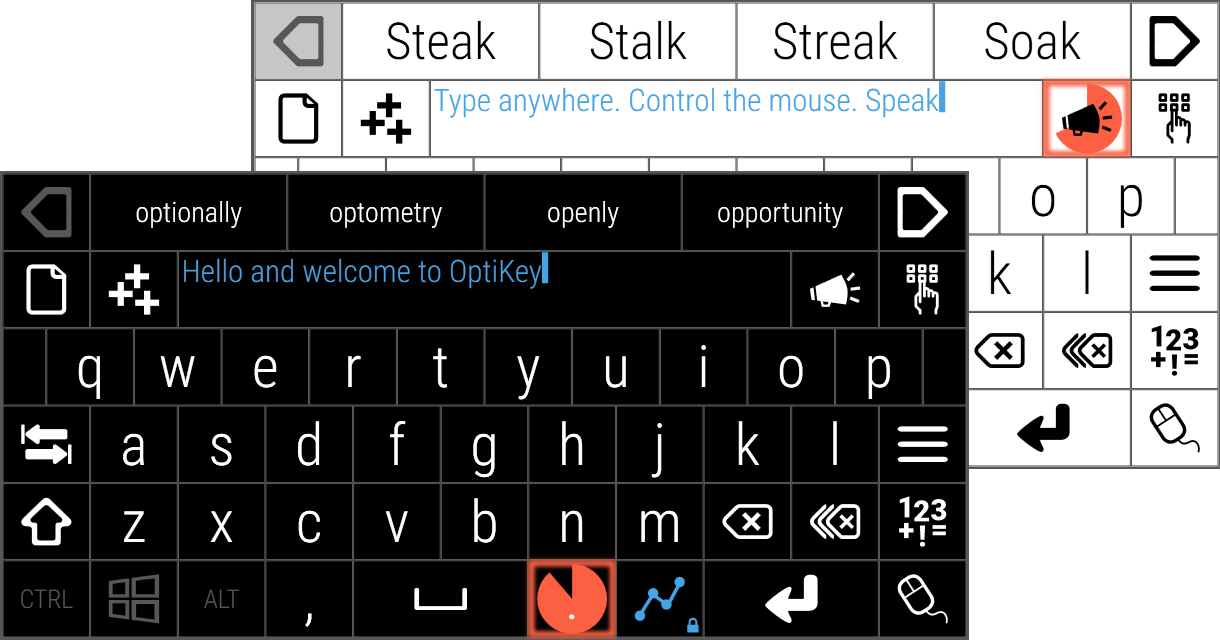 Steak Stalk Streak Soak
Type anywhere. Control the mouse. Speak
o p
k l
123
+!=
optionally optometry openly opportunity
Hello and welcome to OptiKey
q w e r t y u i o p
a s d f g h j k l
z x c v b n m 123
+!=
CTRL ALT , .